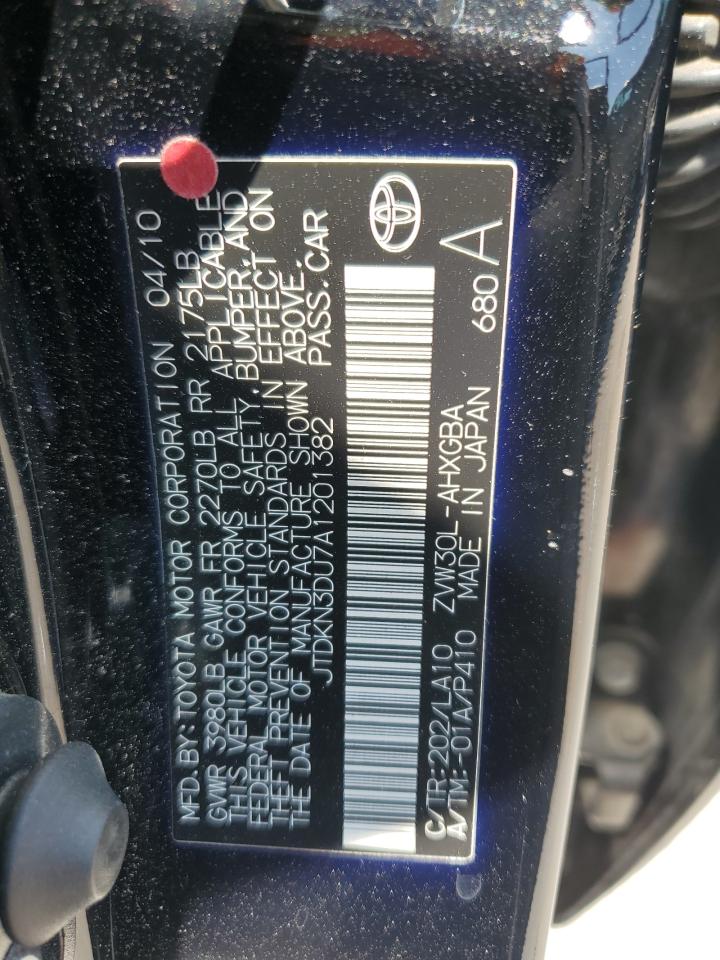 MFD. BY: TOYOTA MOTOR CORPORATION 04/10
GVWR 3980LB GAWR FR 2270LB RR 2175LB
THIS VEHICLE CONFORMS TO ALL APPLICABLE
FEDERAL MOTOR VEHICLE SAFETY, BUMPER, AND
THEFT PREVENTION STANDARDS IN EFFECT ON
THE DATE OF MANUFACTURE SHOWN ABOVE.
JTDKN3DU7A1201382 PASS. CAR
C/TR: 202/LA10 ZVW30L-AHXGBA
A/TM: -01A/P410 MADE IN JAPAN 680 A